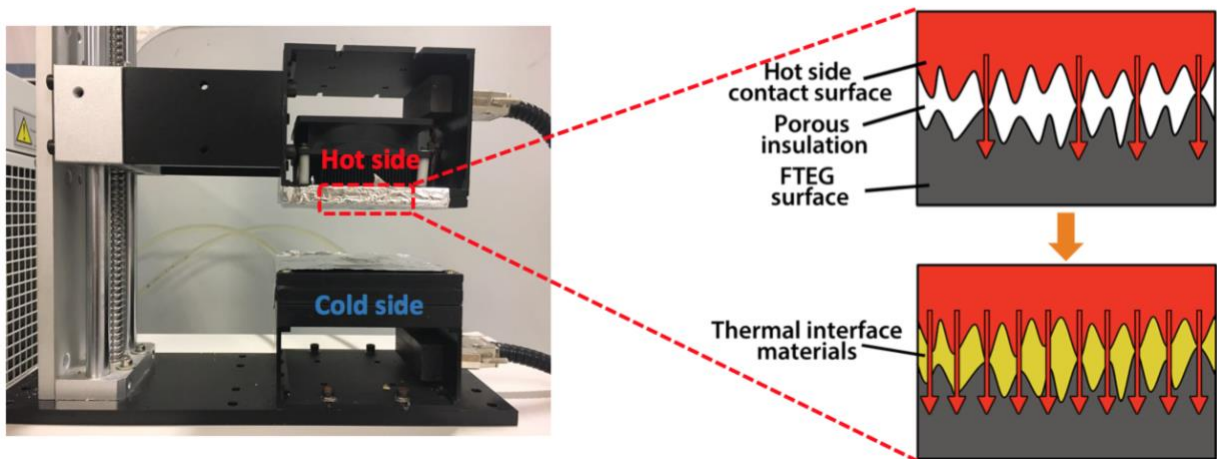 Hot side
Cold side
Hot side
contact surface
Porous
insulation
FTEG
surface
Thermal interface
materials